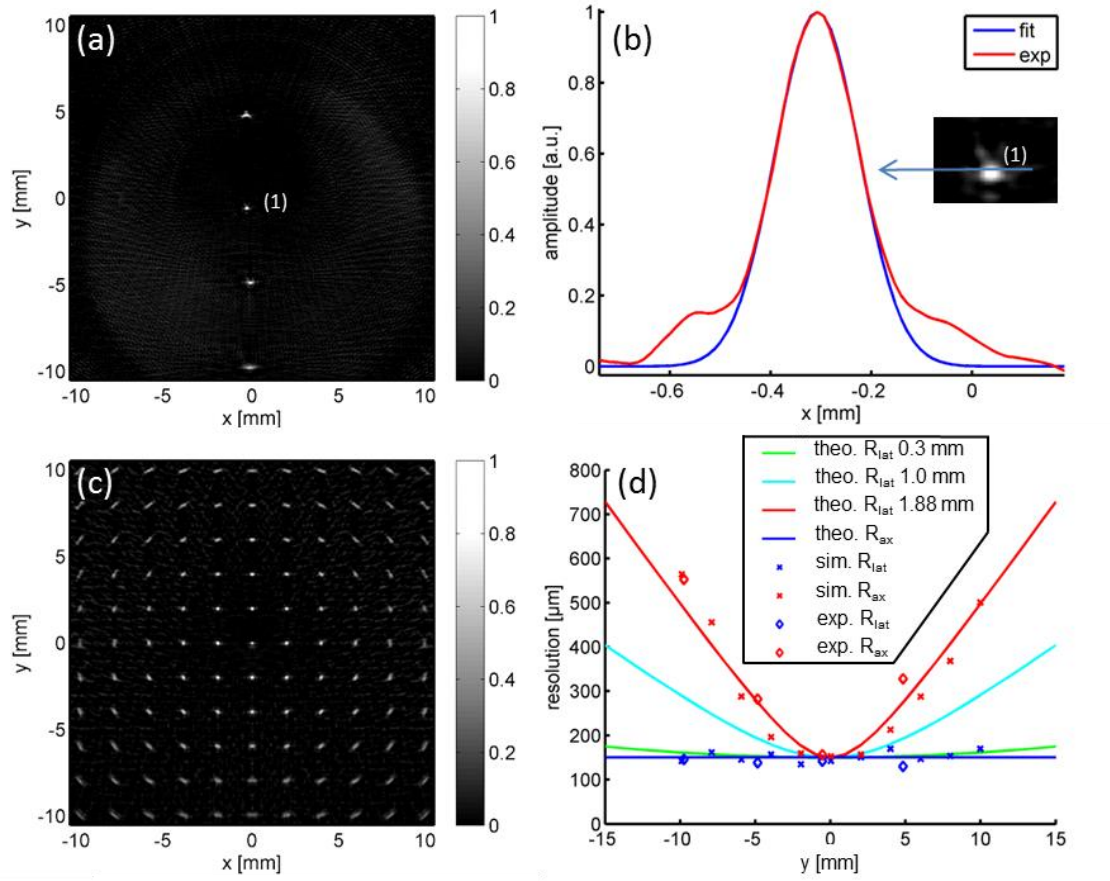 (a)
10
5
0
-5
-10
y [mm]
-10
-5
0
5
10
x [mm]
(1)
1
0.8
0.6
0.4
0.2
0
(b)
1
0.8
0.6
0.4
0.2
0
amplitude [a.u.]
-0.6
-0.4
-0.2
0
x [mm]
fit
exp
(1)
(c)
10
5
0
-5
-10
y [mm]
-10
-5
0
5
10
x [mm]
1
0.8
0.6
0.4
0.2
0
(d)
800
700
600
500
400
300
200
100
0
resolution [µm]
-15
-10
-5
0
5
10
15
y [mm]
theo. Rlat 0.3 mm
theo. Rlat 1.0 mm
theo. Rlat 1.88 mm
theo. Rax
sim. Rlat
sim. Rax
exp. Rlat
exp. Rax